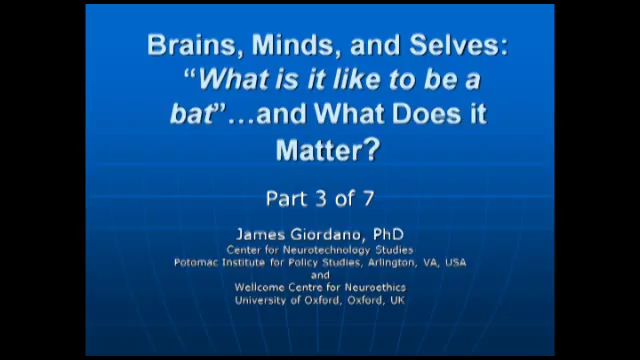 Brains, Minds, and Selves:
“What is it like to be a
bat”…and What Does it
Matter?
Part 3 of 7
James Giordano, PhD
Center for Neurotechnology Studies
Potomac Institute for Policy Studies, Arlington, VA, USA
and
Wellcome Centre for Neuroethics
University of Oxford, Oxford, UK